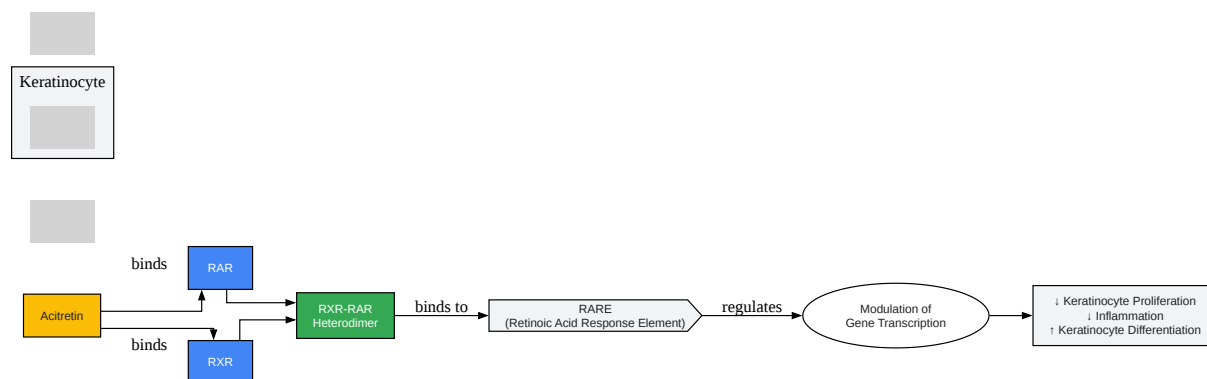 Keratinocyte
binds
RAR
Acitretin
RXR-RAR
Heterodimer
binds to
RARE
(Retinoic Acid Response Element)
regulates
Modulation of
Gene Transcription
↓ Keratinocyte Proliferation
↓ Inflammation
↑ Keratinocyte Differentiation
binds
RXR